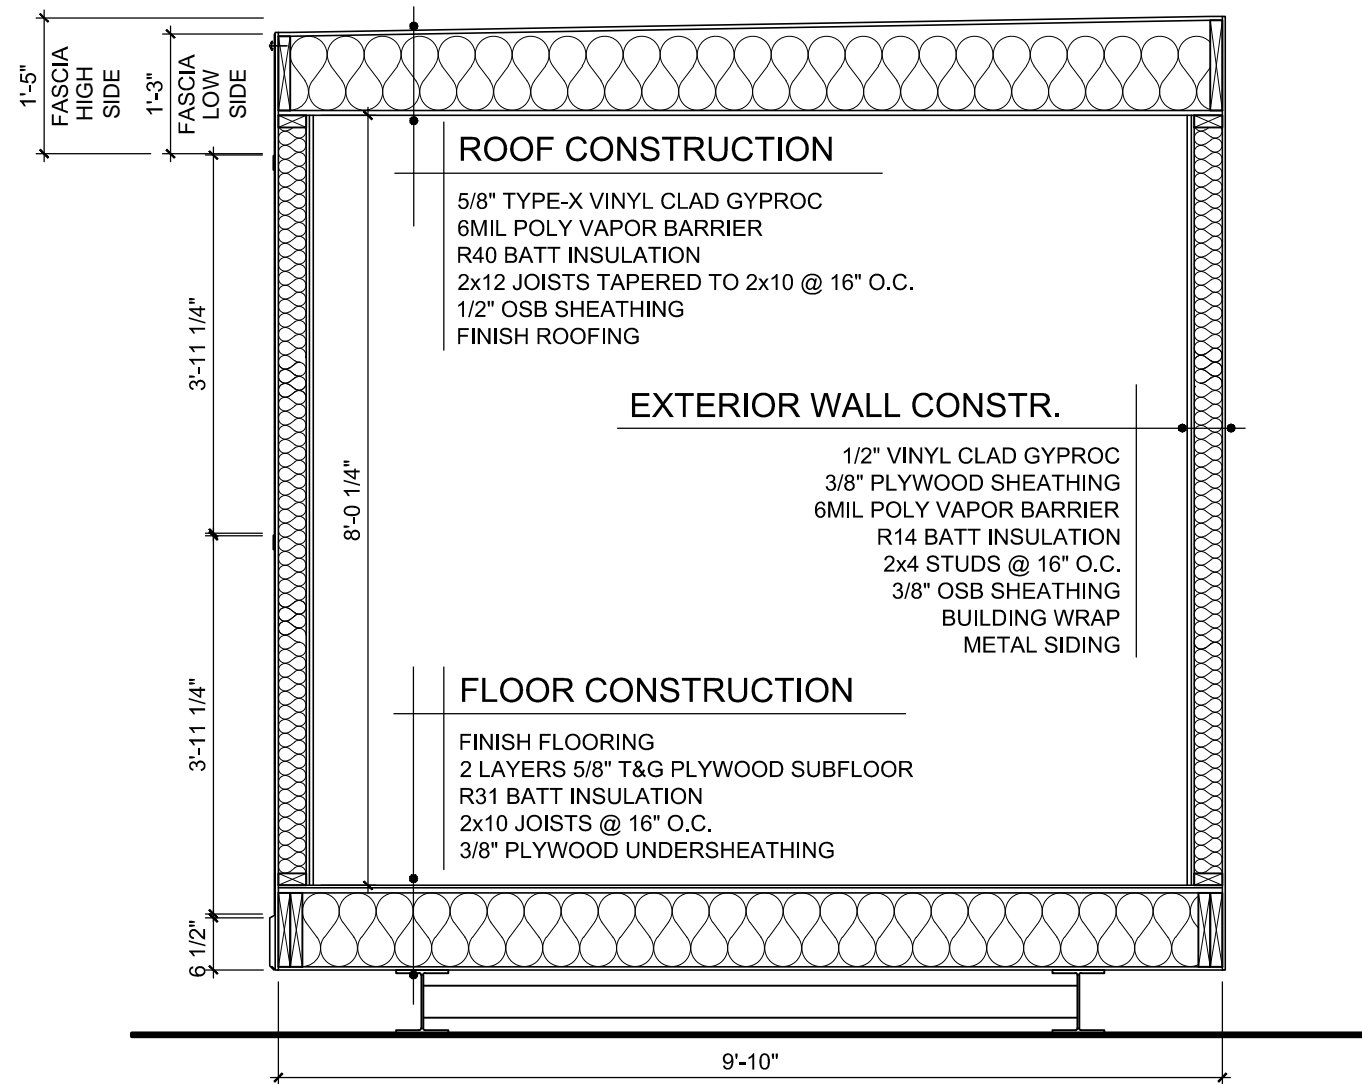 1'-5"
FASCIA
HIGH
SIDE
1'-3"
FASCIA
LOW
SIDE
ROOF CONSTRUCTION
5/8" TYPE-X VINYL CLAD GYPROC
6MIL POLY VAPOR BARRIER
R40 BATT INSULATION
2x12 JOISTS TAPERED TO 2x10 @ 16" O.C.
1/2" OSB SHEATHING
FINISH ROOFING
3'-11 1/4"
8'-0 1/4"
EXTERIOR WALL CONSTR.
1/2" VINYL CLAD GYPROC
3/8" PLYWOOD SHEATHING
6MIL POLY VAPOR BARRIER
R14 BATT INSULATION
2x4 STUDS @ 16" O.C.
3/8" OSB SHEATHING
BUILDING WRAP
METAL SIDING
3'-11 1/4"
FLOOR CONSTRUCTION
FINISH FLOORING
2 LAYERS 5/8" T&G PLYWOOD SUBFLOOR
R31 BATT INSULATION
2x10 JOISTS @ 16" O.C.
3/8" PLYWOOD UNDERSHEATHING
6 1/2"
9'-10"